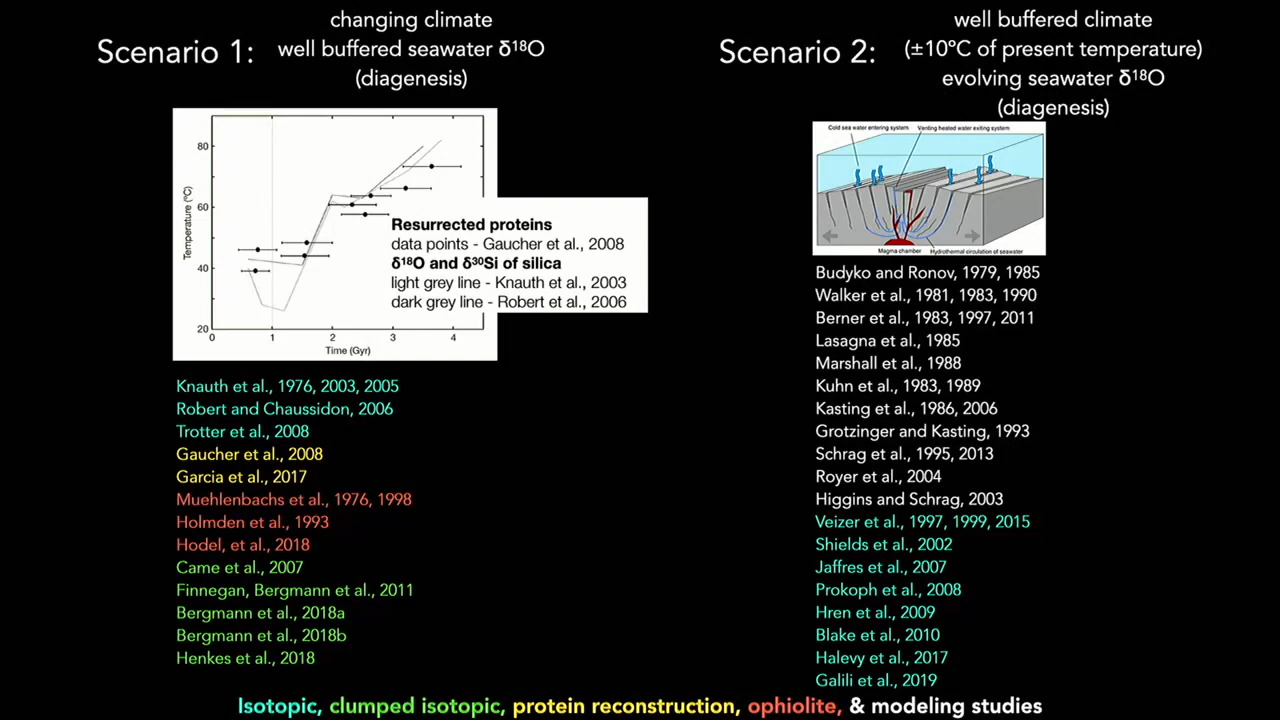 changing climate
Scenario 1: well buffered seawater δ¹⁸O
(diagenesis)
80
60
40
20
0
1
2
3
4
Temperature (°C)
Time (Gyr)
Resurrected proteins
data points - Gaucher et al., 2008
δ¹⁸O and δ³⁰Si of silica
light grey line - Knauth et al., 2003
dark grey line - Robert et al., 2006
Knauth et al., 1976, 2003, 2005
Robert and Chaussidon, 2006
Trotter et al., 2008
Gaucher et al., 2008
Garcia et al., 2017
Muehlenbachs et al., 1976, 1998
Holmden et al., 1993
Hodel, et al., 2018
Came et al., 2007
Finnegan, Bergmann et al., 2011
Bergmann et al., 2018a
Bergmann et al., 2018b
Henkes et al., 2018
well buffered climate
Scenario 2: (±10°C of present temperature)
evolving seawater δ¹⁸O
(diagenesis)
Cold sea water entering system
Venting heated water exiting system
Magma chamber
Hydrothermal circulation of seawater
Budyko and Ronov, 1979, 1985
Walker et al., 1981, 1983, 1990
Berner et al., 1983, 1997, 2011
Lasagna et al., 1985
Marshall et al., 1988
Kuhn et al., 1983, 1989
Kasting et al., 1986, 2006
Grotzinger and Kasting, 1993
Schrag et al., 1995, 2013
Royer et al., 2004
Higgins and Schrag, 2003
Veizer et al., 1997, 1999, 2015
Shields et al., 2002
Jaffres et al., 2007
Prokoph et al., 2008
Hren et al., 2009
Blake et al., 2010
Halevy et al., 2017
Galili et al., 2019
Isotopic, clumped isotopic, protein reconstruction, ophiolite, & modeling studies